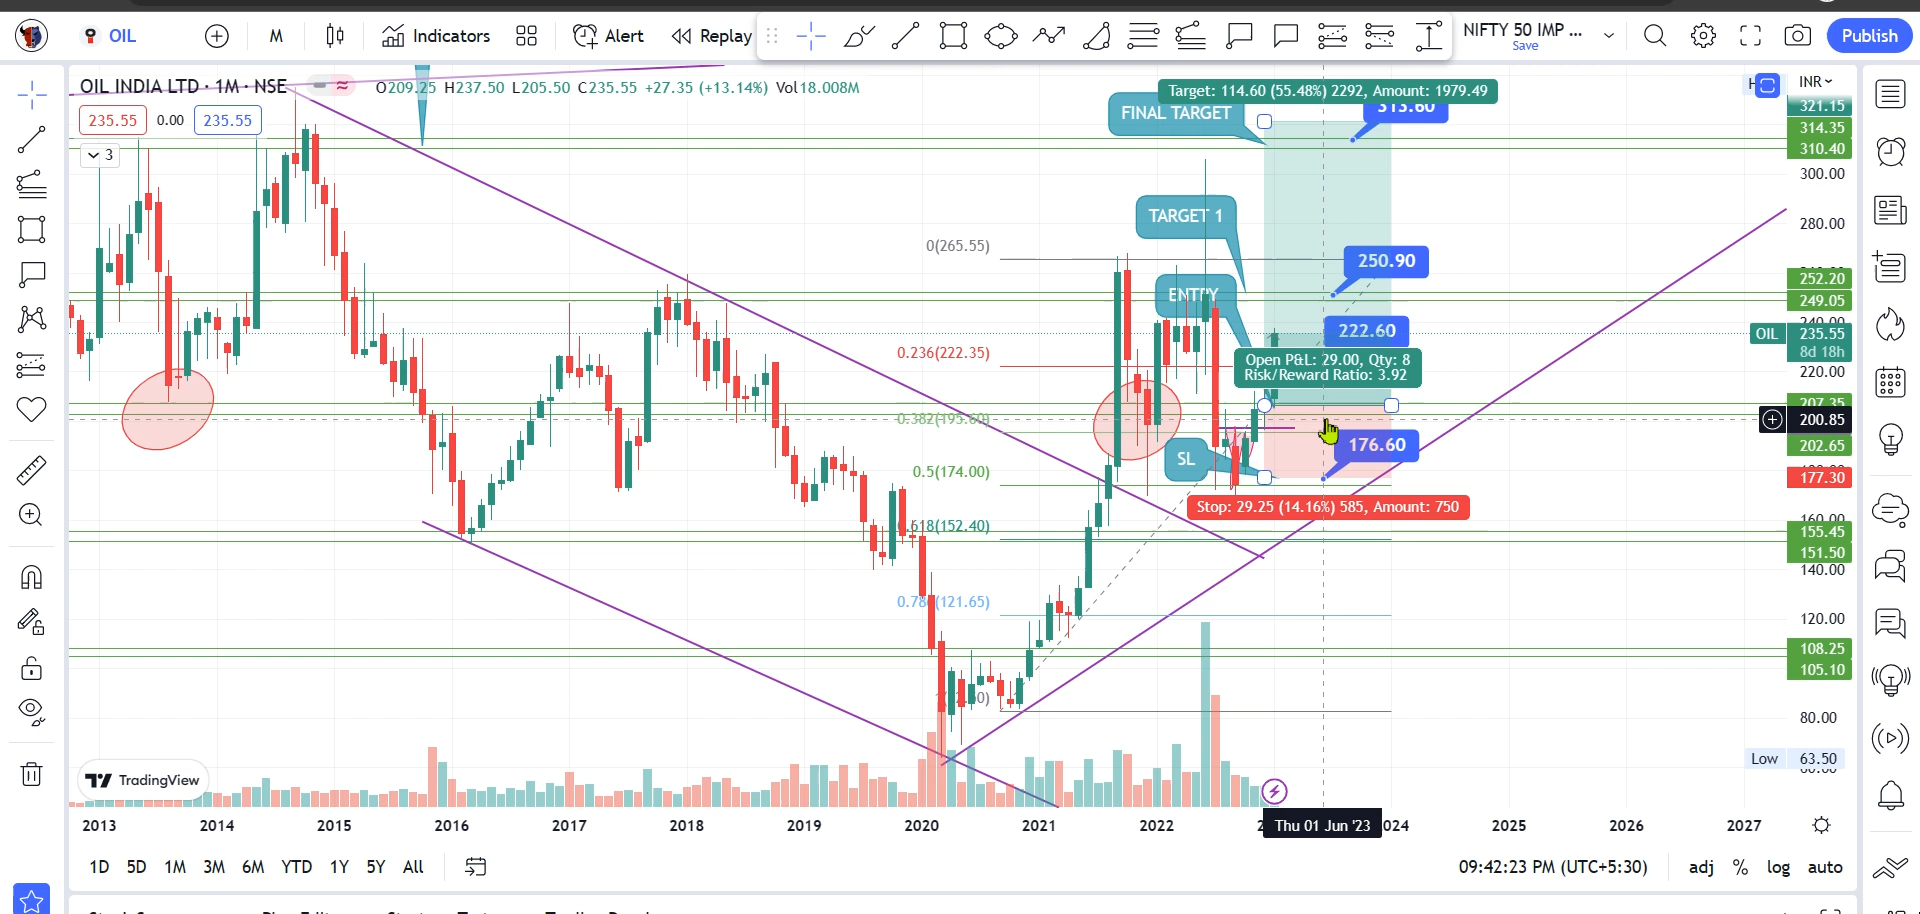 OIL
M
Indicators
Alert
Replay
NIFTY 50 IMP ...
Save
Publish
OIL INDIA LTD · 1M · NSE
O209.25 H237.50 L205.50 C235.55 +27.35 (+13.14%) Vol18.008M
235.55
0.00
235.55
3
Target: 114.60 (55.48%) 2292, Amount: 1979.49
FINAL TARGET
313.60
TARGET 1
0(265.55)
250.90
ENTRY
222.60
0.236(222.35)
Open P&L: 29.00, Qty: 8
Risk/Reward Ratio: 3.92
0.382(195.60)
176.60
SL
0.5(174.00)
Stop: 29.25 (14.16%) 585, Amount: 750
.618(152.40)
(121.65)
INR
321.15
314.35
310.40
300.00
280.00
252.20
249.05
240.00
OIL
235.55
8d 18h
220.00
207.35
200.85
202.65
177.30
160.00
155.45
151.50
140.00
120.00
108.25
105.10
80.00
Low 63.50
TradingView
2013
2014
2015
2016
2017
2018
2019
2020
2021
2022
Thu 01 Jun '23
2025
2026
2027
1D
5D
1M
3M
6M
YTD
1Y
5Y
All
09:42:23 PM (UTC+5:30)
adj
%
log
auto